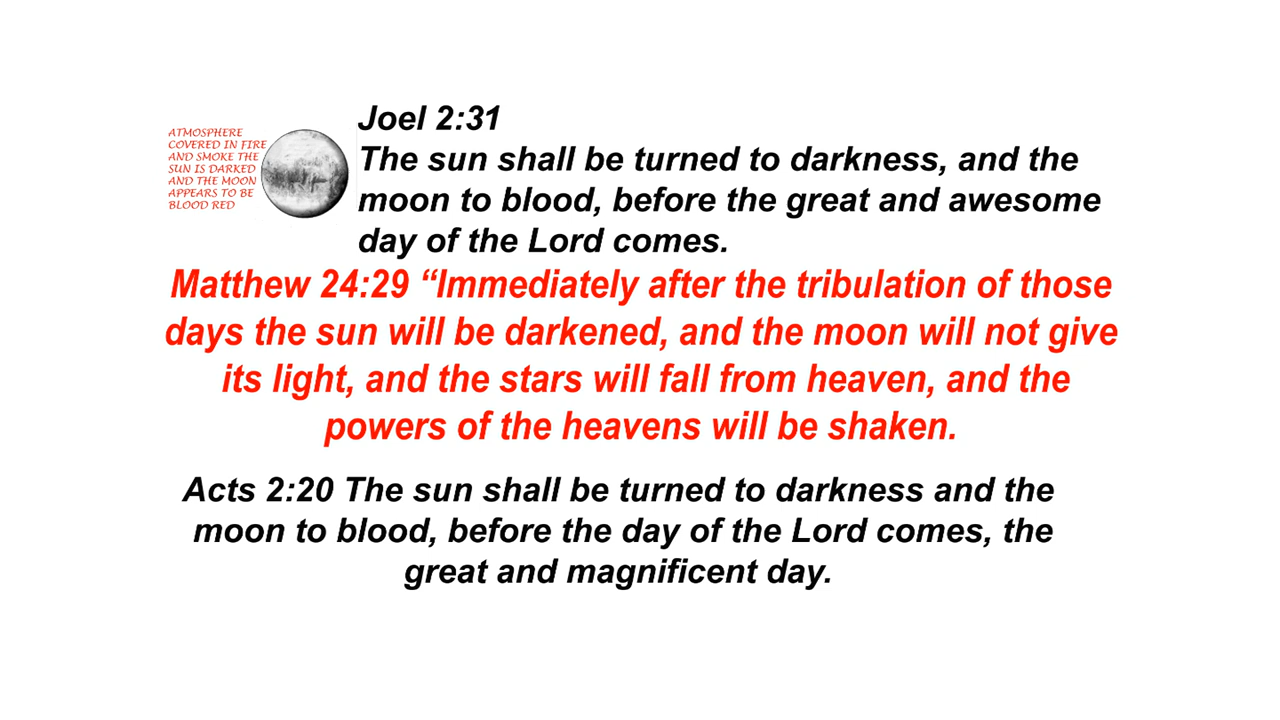 ATMOSPHERE
COVERED IN FIRE
AND SMOKE THE
SUN IS DARKED
AND THE MOON
APPEARS TO BE
BLOOD RED
Joel 2:31
The sun shall be turned to darkness, and the
moon to blood, before the great and awesome
day of the Lord comes.
Matthew 24:29 “Immediately after the tribulation of those
days the sun will be darkened, and the moon will not give
its light, and the stars will fall from heaven, and the
powers of the heavens will be shaken.
Acts 2:20 The sun shall be turned to darkness and the
moon to blood, before the day of the Lord comes, the
great and magnificent day.